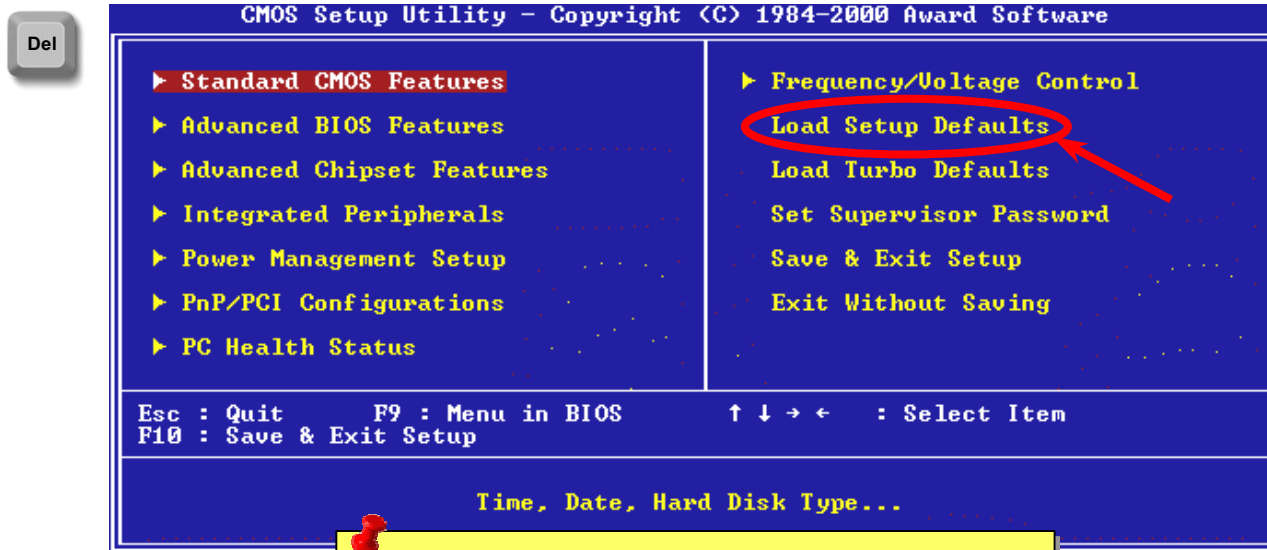 Del
CMOS Setup Utility – Copyright (C) 1984–2000 Award Software
Standard CMOS Features
Advanced BIOS Features
Advanced Chipset Features
Integrated Peripherals
Power Management Setup
PnP/PCI Configurations
PC Health Status
Frequency/Voltage Control
Load Setup Defaults
Load Turbo Defaults
Set Supervisor Password
Save & Exit Setup
Exit Without Saving
Esc : Quit F9 : Menu in BIOS ↑ ↓ → ← : Select Item
F10 : Save & Exit Setup
Time, Date, Hard Disk Type...